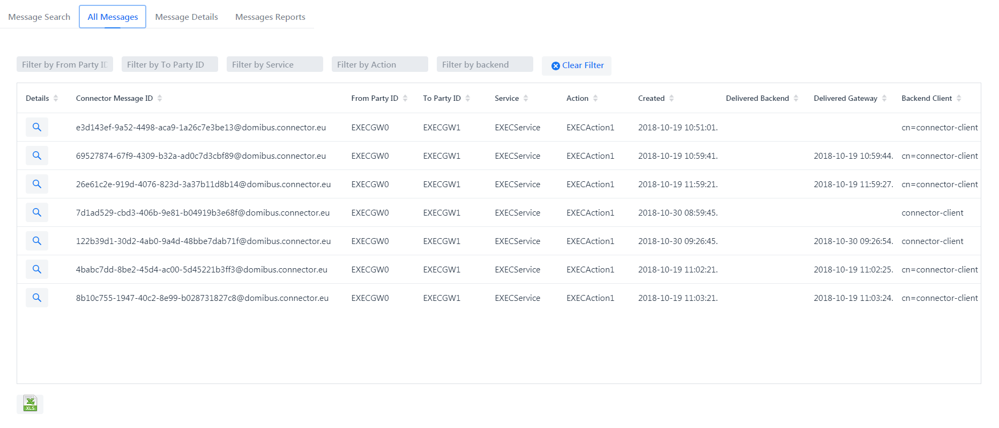 Message Search All Messages Message Details Messages Reports
Filter by From Party ID Filter by To Party ID Filter by Service Filter by Action Filter by backend Clear Filter
Details Connector Message ID From Party ID To Party ID Service Action Created Delivered Backend Delivered Gateway Backend Client
e3d143ef-9a52-4498-aca9-1a26c7e3be13@domibus.connector.eu EXECGW0 EXECGW1 EXECService EXECAction1 2018-10-19 10:51:01. cn=connector-client
69527874-67f9-4309-b32a-ad0c7d3cbf89@domibus.connector.eu EXECGW0 EXECGW1 EXECService EXECAction1 2018-10-19 10:59:41. 2018-10-19 10:59:44. cn=connector-client
26e61c2e-919d-4076-823d-3a37b11d8b14@domibus.connector.eu EXECGW0 EXECGW1 EXECService EXECAction1 2018-10-19 11:59:21. 2018-10-19 11:59:27. cn=connector-client
7d1ad529-cbd3-406b-9e81-b04919b3e68f@domibus.connector.eu EXECGW0 EXECGW1 EXECService EXECAction1 2018-10-30 08:59:45. connector-client
122b39d1-30d2-4ab0-9a4d-48bbe7dab71f@domibus.connector.eu EXECGW0 EXECGW1 EXECService EXECAction1 2018-10-30 09:26:45. 2018-10-30 09:26:54. connector-client
4babc7dd-8be2-45d4-ac00-5d45221b3ff3@domibus.connector.eu EXECGW0 EXECGW1 EXECService EXECAction1 2018-10-19 11:02:21. 2018-10-19 11:02:25. cn=connector-client
8b10c755-1947-40c2-8e99-b028731827c8@domibus.connector.eu EXECGW0 EXECGW1 EXECService EXECAction1 2018-10-19 11:03:21. 2018-10-19 11:03:24. cn=connector-client
XLS